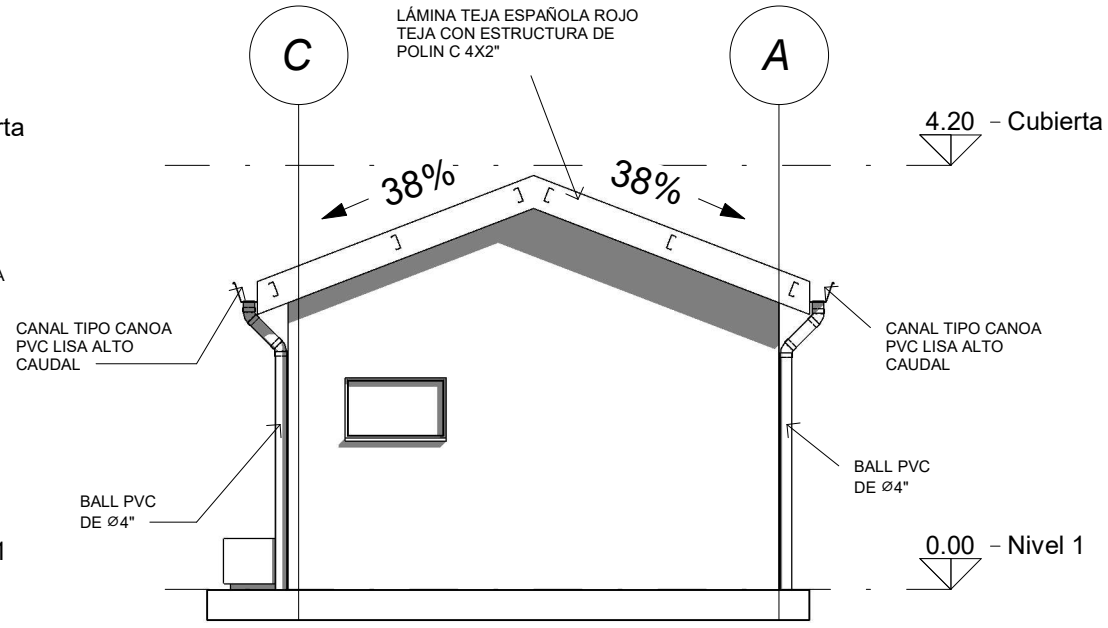 LÁMINA TEJA ESPAÑOLA ROJO
TEJA CON ESTRUCTURA DE
POLIN C 4X2"
C
A
4.20 - Cubierta
38%
38%
CANAL TIPO CANOA
PVC LISA ALTO
CAUDAL
CANAL TIPO CANOA
PVC LISA ALTO
CAUDAL
BALL PVC
DE Ø4"
BALL PVC
DE Ø4"
0.00 - Nivel 1